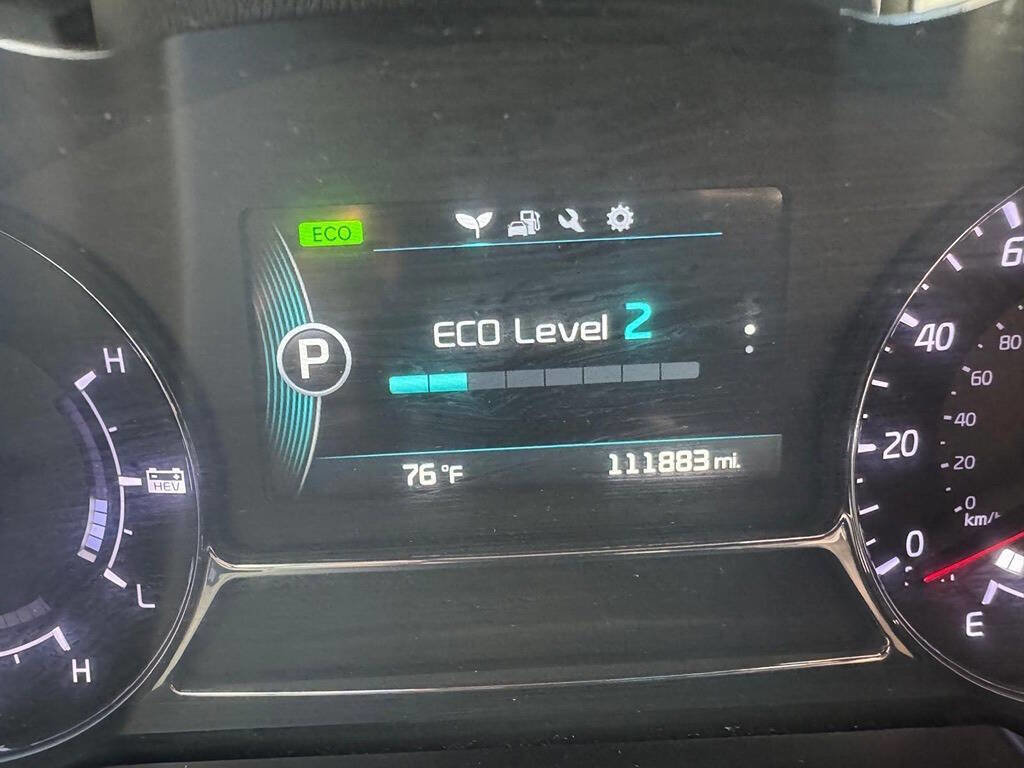 ECO
ECO Level 2
P
76 °F
111883 mi.
H
HEV
L
H
40
20
0
80
60
40
20
0
km/
E